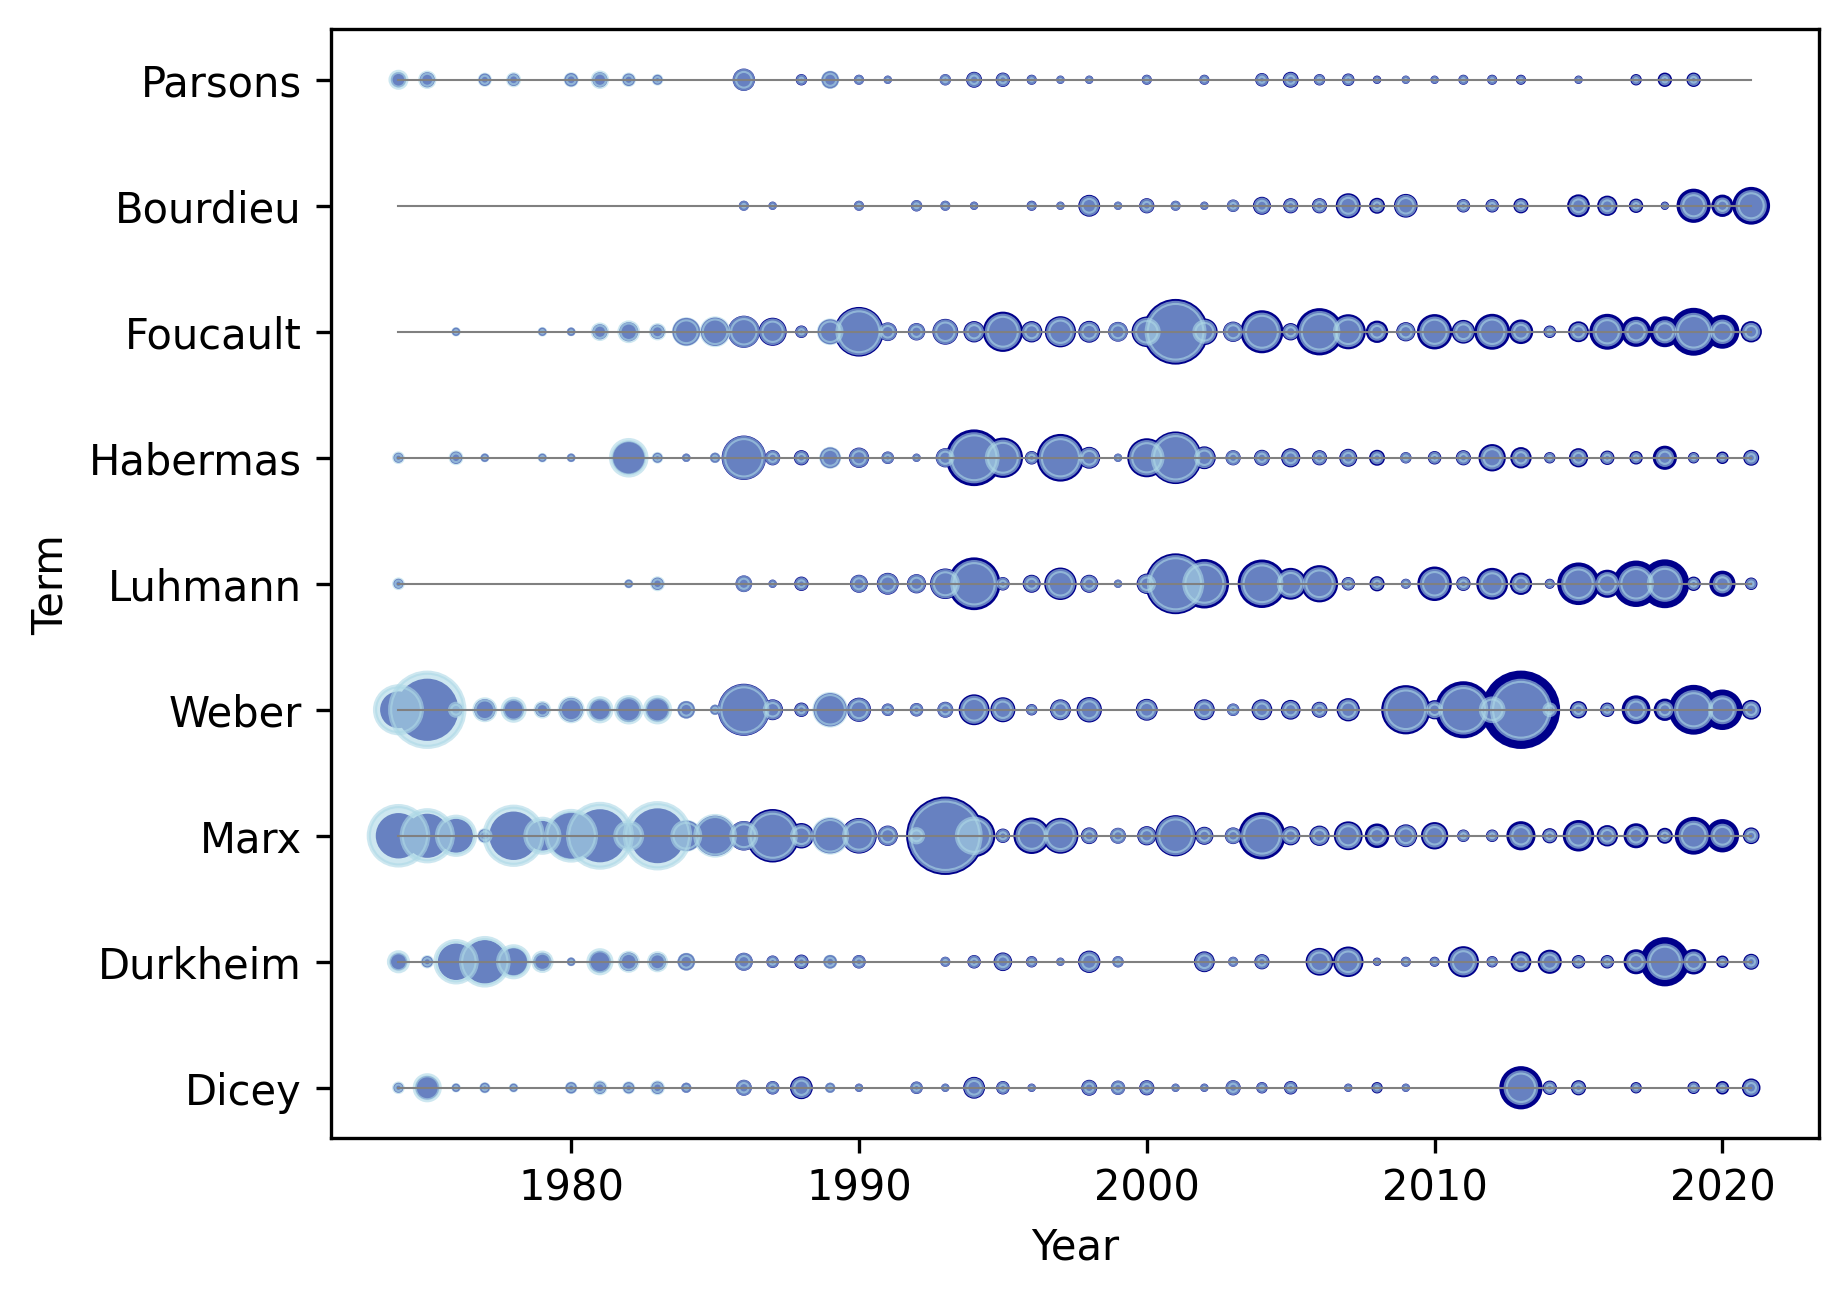 Parsons
Bourdieu
Foucault
Habermas
Luhmann
Weber
Marx
Durkheim
Dicey
Term
1980 1990 2000 2010 2020
Year